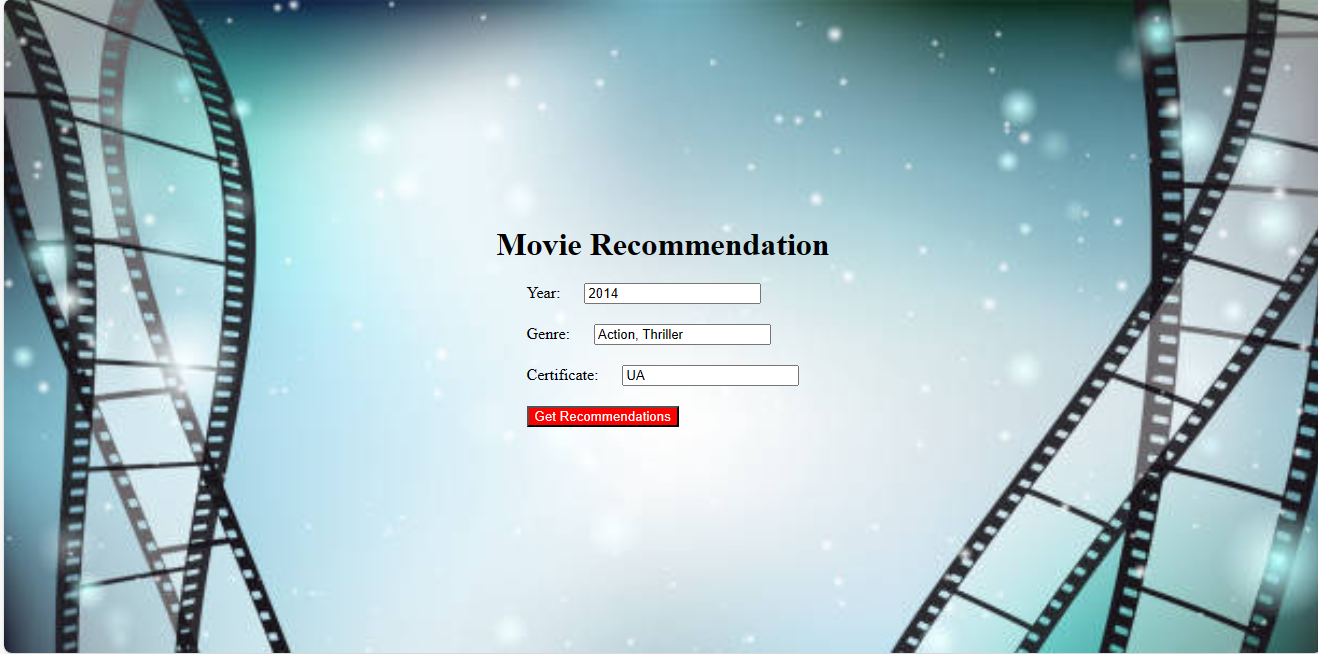 Movie Recommendation
Year: 2014
Genre: Action, Thriller
Certificate: UA
Get Recommendations